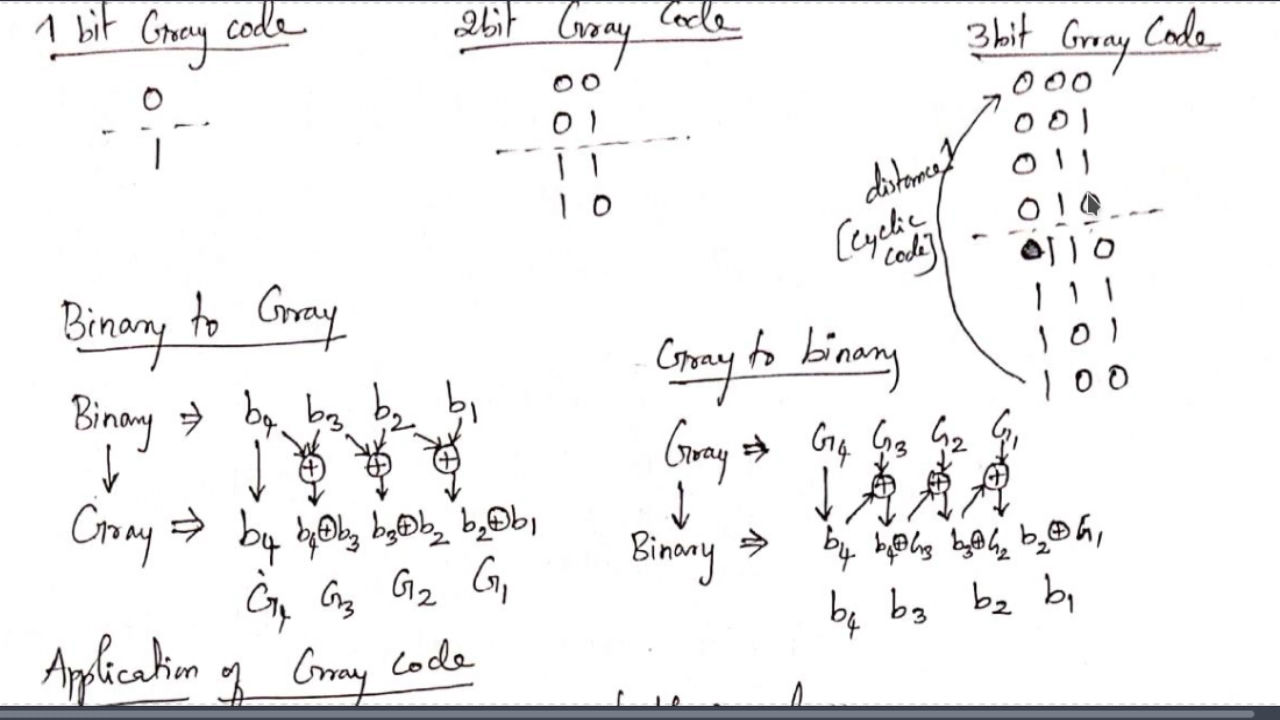 1 bit Gray code
0
1
2bit Gray Code
00
01
11
10
3bit Gray Code
000
001
011
010
110
111
101
100
distance 1
[cyclic
code]
Binary to Gray
Binary ⇒ b4 b3 b2 b1
⊕ ⊕ ⊕
Gray ⇒ b4 b4⊕b3 b3⊕b2 b2⊕b1
G4 G3 G2 G1
Gray to binary
Gray ⇒ G4 G3 G2 G1
⊕ ⊕ ⊕
Binary ⇒ b4 b4⊕G3 b3⊕G2 b2⊕G1
b4 b3 b2 b1
Application of Gray code